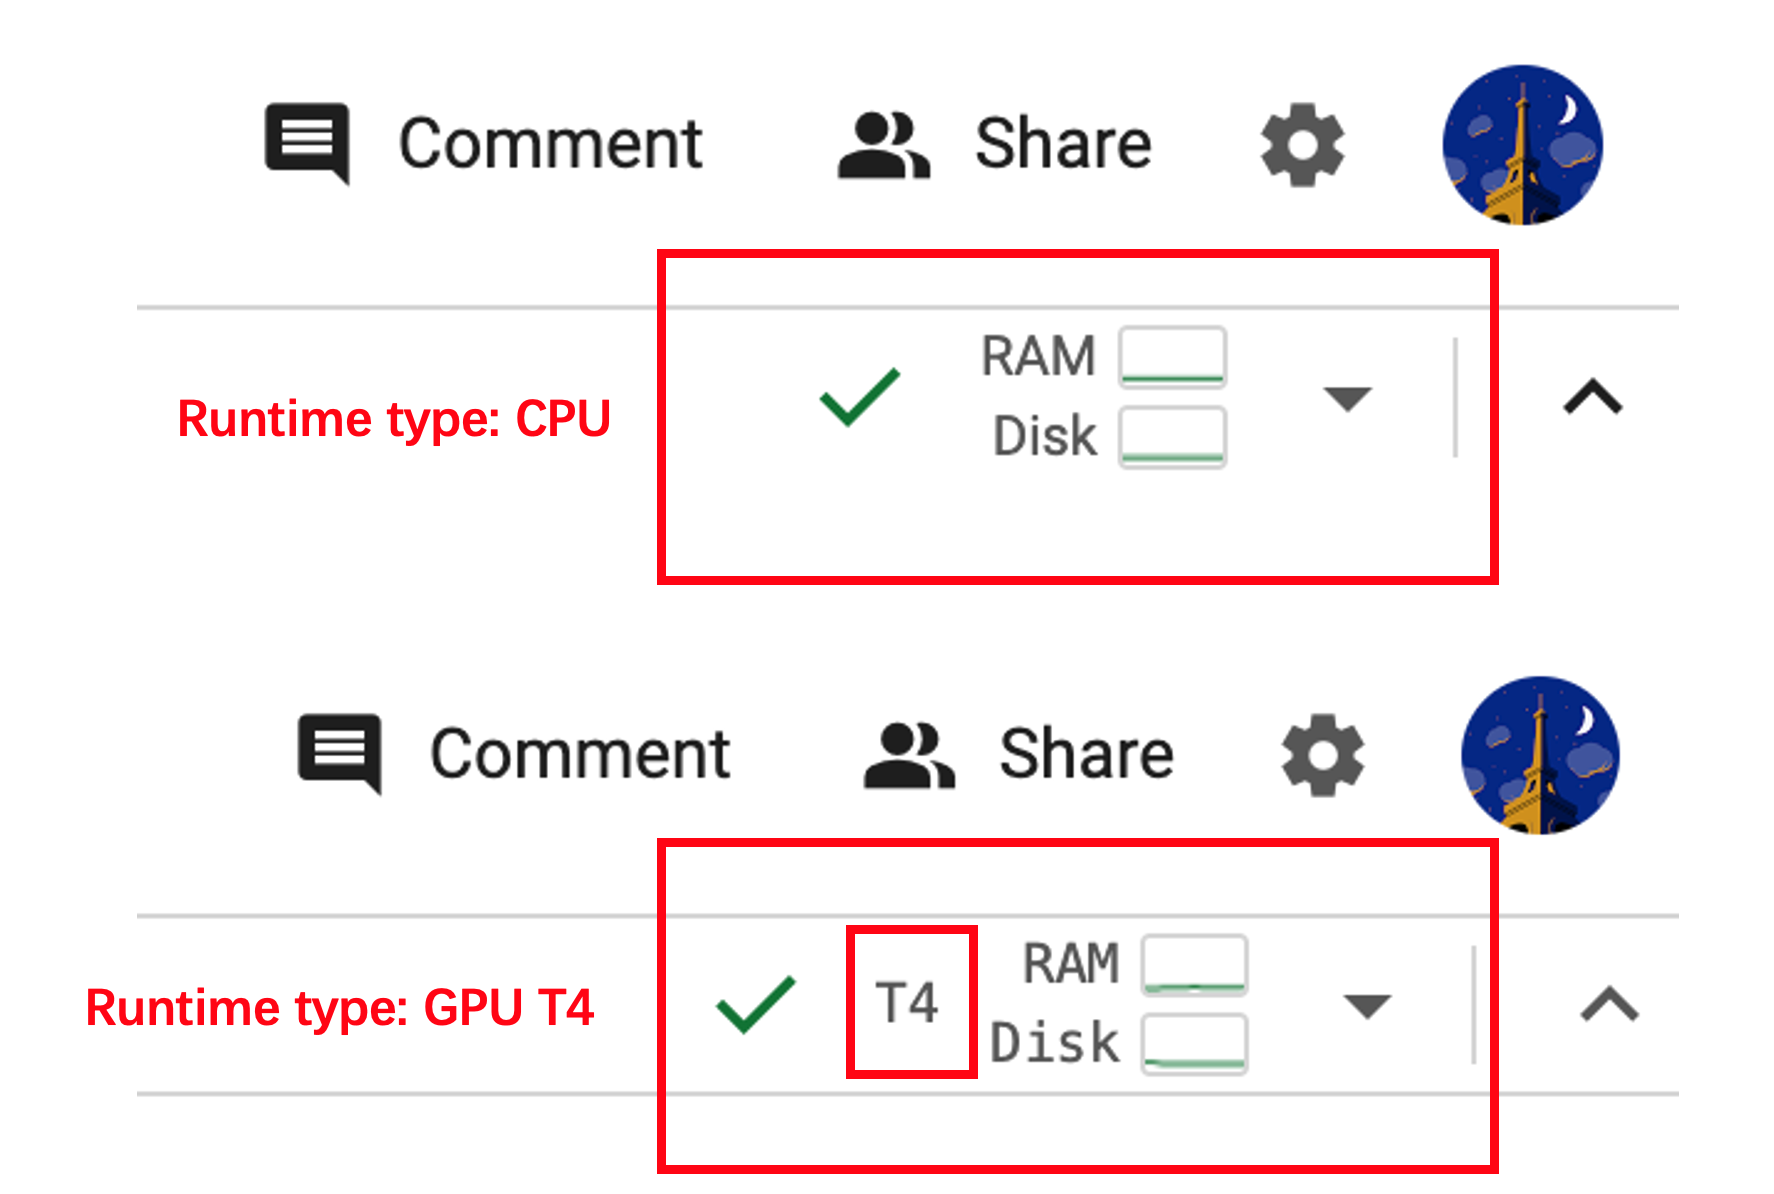 Comment Share
RAM
Runtime type: CPU
Disk
Comment Share
RAM
Runtime type: GPU T4 T4
Disk